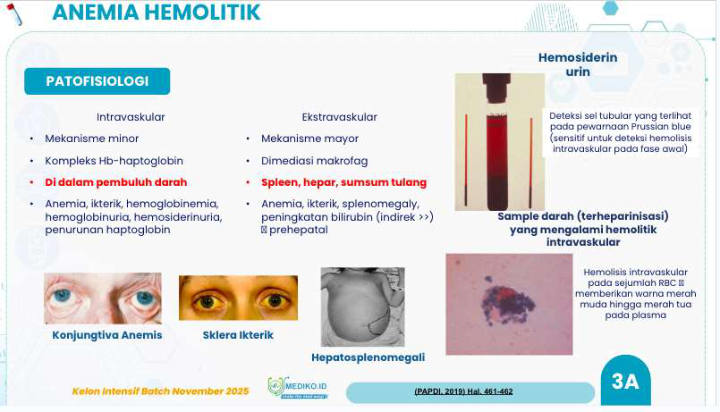 ANEMIA HEMOLITIK
PATOFISIOLOGI
Intravaskular
• Mekanisme minor
• Kompleks Hb-haptoglobin
• Di dalam pembuluh darah
• Anemia, ikterik, hemoglobinemia,
hemoglobinuria, hemosiderinuria,
penurunan haptoglobin
Ekstravaskular
• Mekanisme mayor
• Dimediasi makrofag
• Spleen, hepar, sumsum tulang
• Anemia, ikterik, splenomegaly,
peningkatan bilirubin (indirek >>)
prehepatal
Hemosiderin
urin
Deteksi sel tubular yang terlihat
pada pewarnaan Prussian blue
(sensitif untuk deteksi hemolisis
intravaskular pada fase awal)
Sample darah (terheparinisasi)
yang mengalami hemolitik
intravaskular
Hemolisis intravaskular
pada sejumlah RBC
memberikan warna merah
muda hingga merah tua
pada plasma
Konjungtiva Anemis
Sklera Ikterik
Hepatosplenomegali
Kelon Intensif Batch November 2025
MEDIKO.ID
(PAPDI, 2019) Hal. 461-462
3A